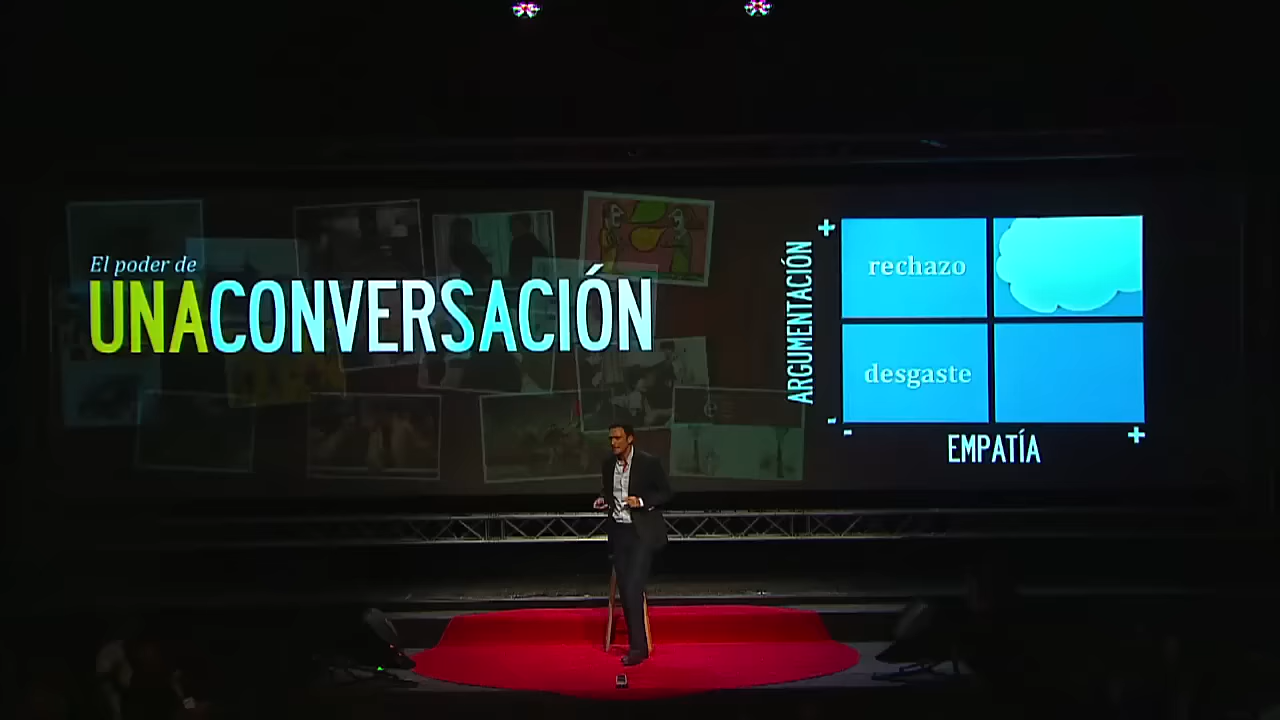 El poder de
UNACONVERSACIÓN
ARGUMENTACIÓN
+
-
rechazo
desgaste
-
+
EMPATÍA